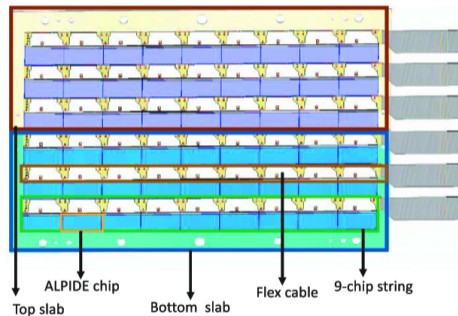 ALPIDE chip
Flex cable
9-chip string
Top slab
Bottom slab